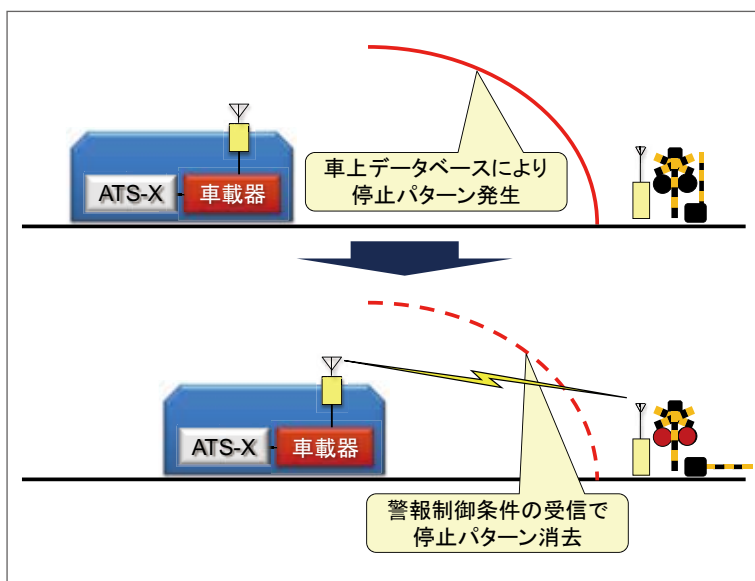 車上データベースにより
停止パターン発生
ATS-X
車載器
ATS-X
車載器
警報制御条件の受信で
停止パターン消去